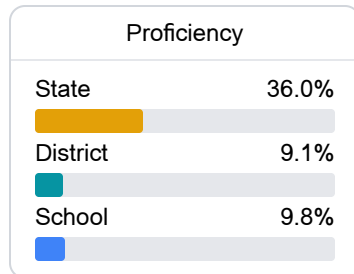 Proficiency
State 36.0%
District 9.1%
School 9.8%